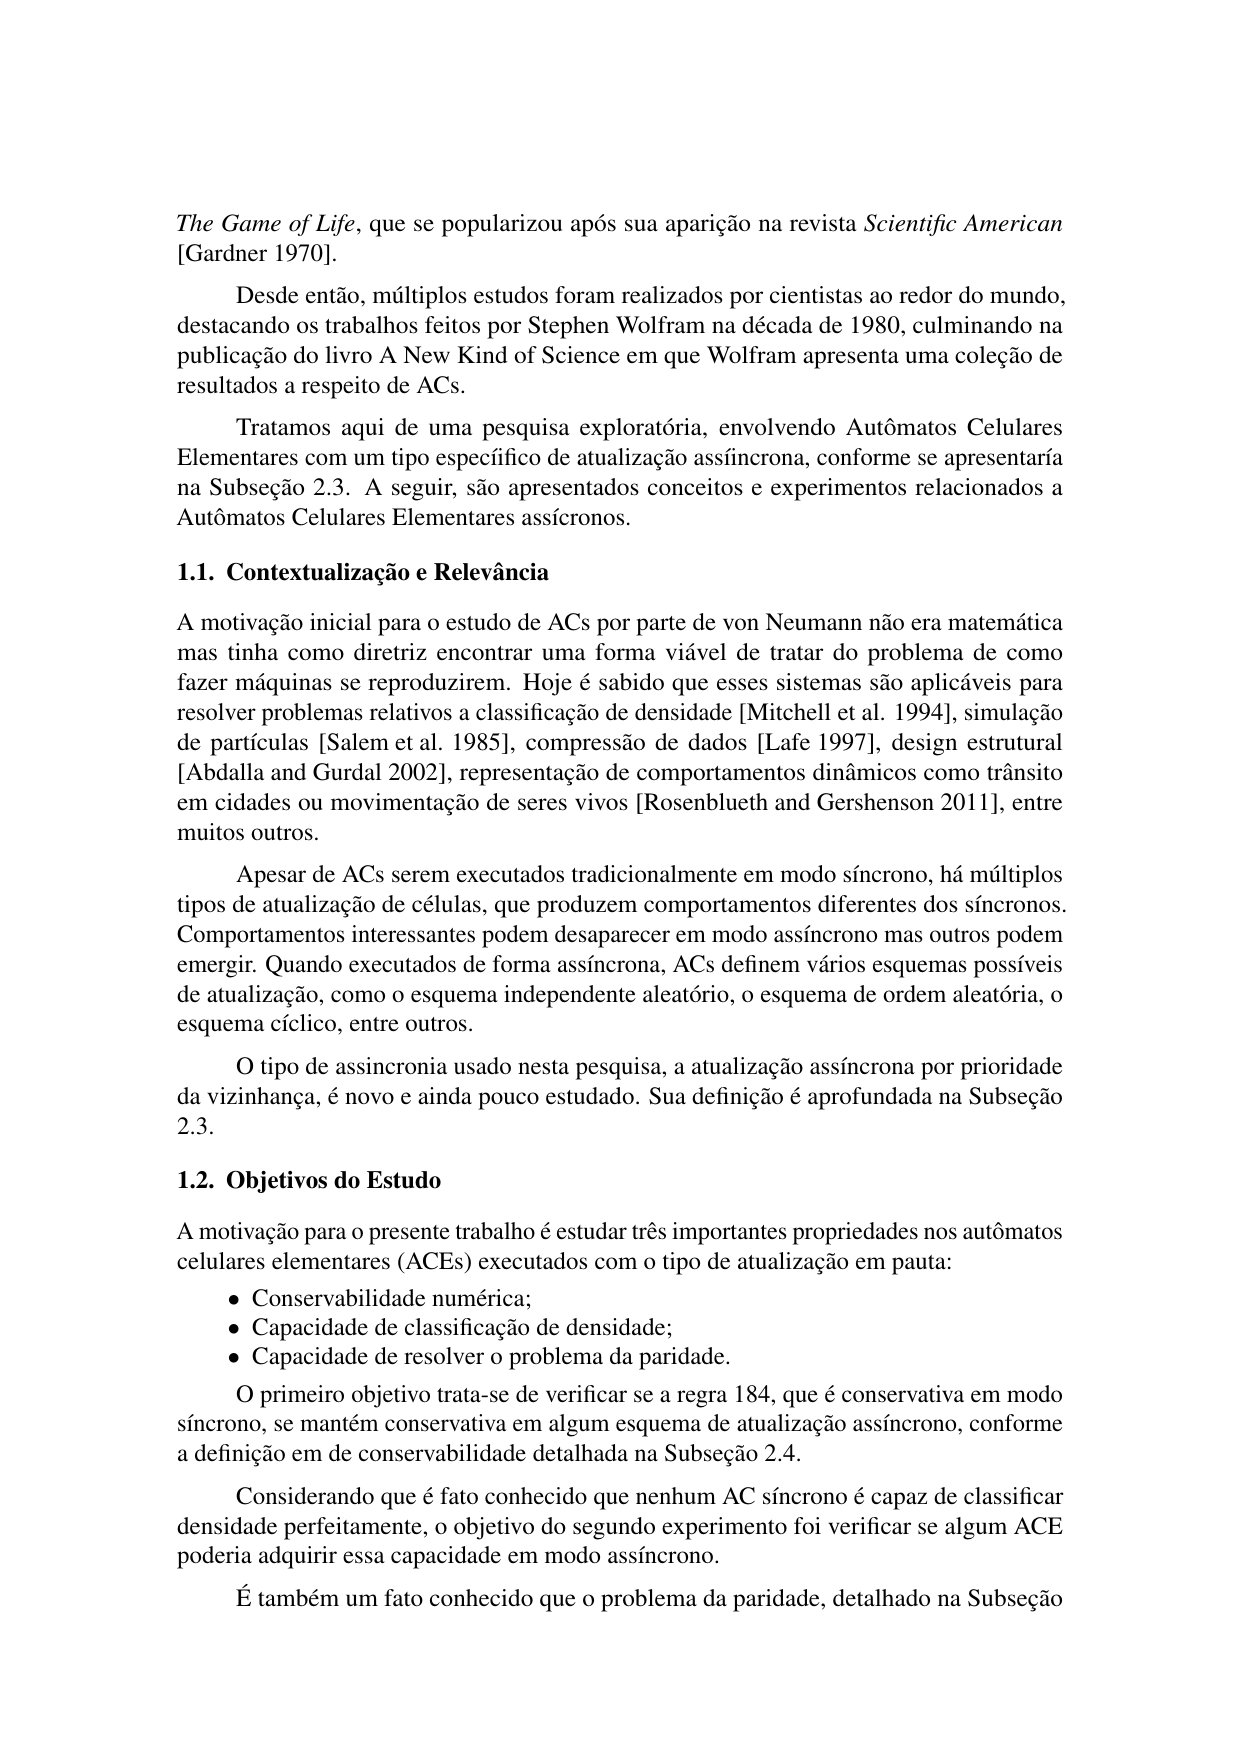 The Game of Life, que se popularizou após sua aparição na revista Scientific American
[Gardner 1970].
Desde então, múltiplos estudos foram realizados por cientistas ao redor do mundo,
destacando os trabalhos feitos por Stephen Wolfram na década de 1980, culminando na
publicação do livro A New Kind of Science em que Wolfram apresenta uma coleção de
resultados a respeito de ACs.
Tratamos aqui de uma pesquisa exploratória, envolvendo Autômatos Celulares
Elementares com um tipo especíifico de atualização assíincrona, conforme se apresentaría
na Subseção 2.3. A seguir, são apresentados conceitos e experimentos relacionados a
Autômatos Celulares Elementares assícronos.
1.1. Contextualização e Relevância
A motivação inicial para o estudo de ACs por parte de von Neumann não era matemática
mas tinha como diretriz encontrar uma forma viável de tratar do problema de como
fazer máquinas se reproduzirem. Hoje é sabido que esses sistemas são aplicáveis para
resolver problemas relativos a classificação de densidade [Mitchell et al. 1994], simulação
de partículas [Salem et al. 1985], compressão de dados [Lafe 1997], design estrutural
[Abdalla and Gurdal 2002], representação de comportamentos dinâmicos como trânsito
em cidades ou movimentação de seres vivos [Rosenblueth and Gershenson 2011], entre
muitos outros.
Apesar de ACs serem executados tradicionalmente em modo síncrono, há múltiplos
tipos de atualização de células, que produzem comportamentos diferentes dos síncronos.
Comportamentos interessantes podem desaparecer em modo assíncrono mas outros podem
emergir. Quando executados de forma assíncrona, ACs definem vários esquemas possíveis
de atualização, como o esquema independente aleatório, o esquema de ordem aleatória, o
esquema cíclico, entre outros.
O tipo de assincronia usado nesta pesquisa, a atualização assíncrona por prioridade
da vizinhança, é novo e ainda pouco estudado. Sua definição é aprofundada na Subseção
2.3.
1.2. Objetivos do Estudo
A motivação para o presente trabalho é estudar três importantes propriedades nos autômatos
celulares elementares (ACEs) executados com o tipo de atualização em pauta:
• Conservabilidade numérica;
• Capacidade de classificação de densidade;
• Capacidade de resolver o problema da paridade.
O primeiro objetivo trata-se de verificar se a regra 184, que é conservativa em modo
síncrono, se mantém conservativa em algum esquema de atualização assíncrono, conforme
a definição em de conservabilidade detalhada na Subseção 2.4.
Considerando que é fato conhecido que nenhum AC síncrono é capaz de classificar
densidade perfeitamente, o objetivo do segundo experimento foi verificar se algum ACE
poderia adquirir essa capacidade em modo assíncrono.
É também um fato conhecido que o problema da paridade, detalhado na Subseção